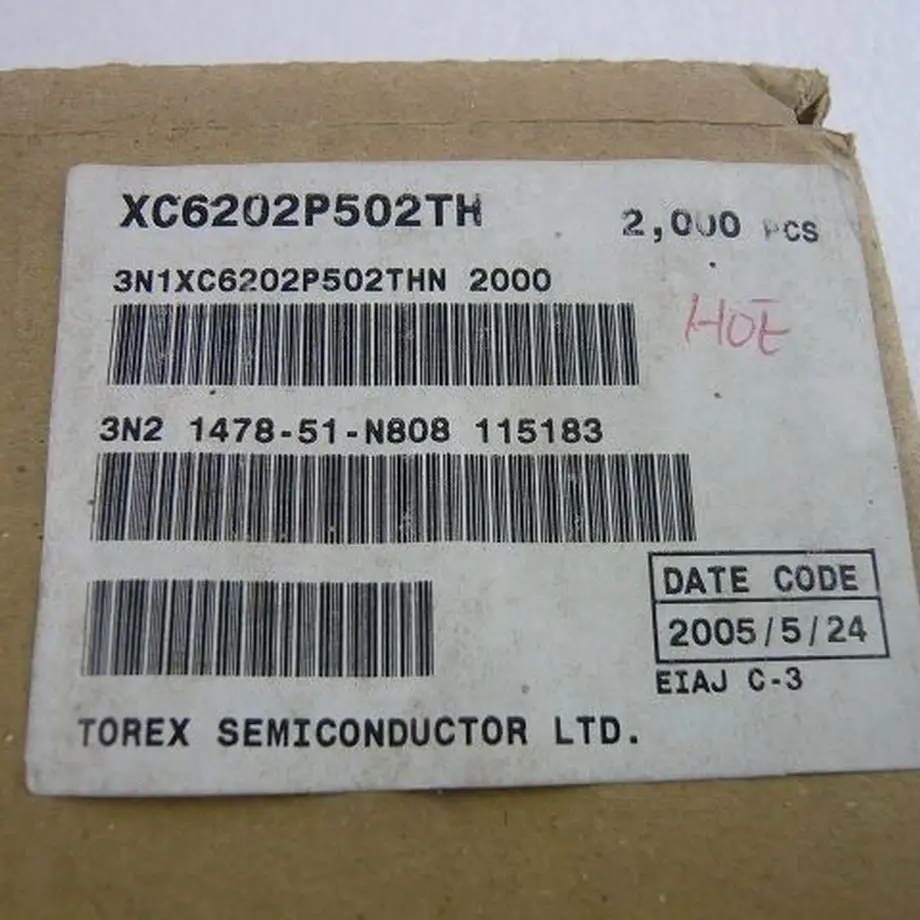 XC6202P502TH 2,000 PCS
3N1XC6202P502THN 2000
HOE
3N2 1478-51-N808 115183
DATE CODE
2005/5/24
EIAJ C-3
TOREX SEMICONDUCTOR LTD.